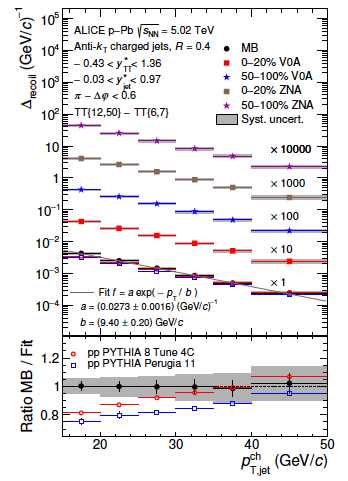 ALICE p–Pb √sNN = 5.02 TeV
Anti-kT charged jets, R = 0.4
− 0.43 < y*TT < 1.36
− 0.03 < y*jet < 0.97
π − Δφ < 0.6
TT{12,50} − TT{6,7}
MB
0–20% V0A
50–100% V0A
0–20% ZNA
50–100% ZNA
Syst. uncert.
Δrecoil (GeV/c)⁻¹
10⁵
10⁴
10³
10²
10
1
10⁻¹
10⁻²
10⁻³
10⁻⁴
× 10000
× 1000
× 100
× 10
× 1
Fit f = a exp( − pT / b )
a = (0.0273 ± 0.0016) (GeV/c)⁻¹
b = (9.40 ± 0.20) GeV/c
Ratio MB / Fit
1.2
1
0.8
pp PYTHIA 8 Tune 4C
pp PYTHIA Perugia 11
20 30 40 50
p^ch_T,jet (GeV/c)